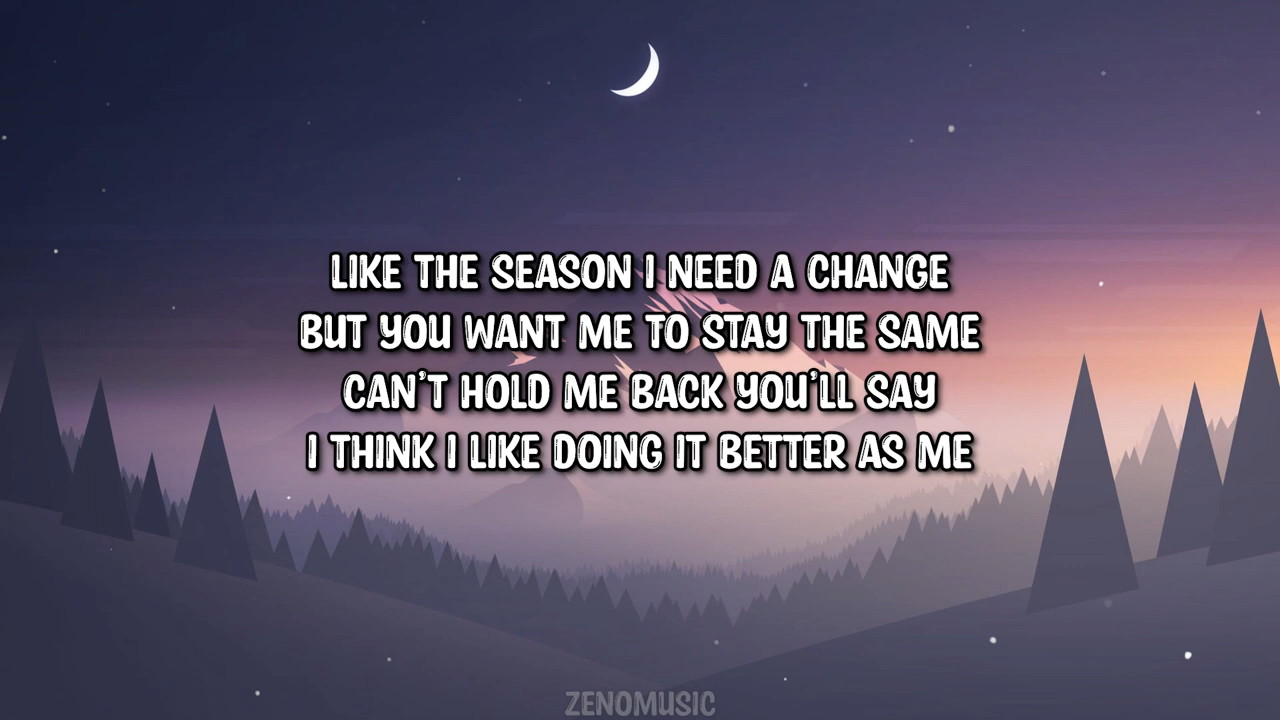 LIKE THE SEASON I NEED A CHANGE
BUT YOU WANT ME TO STAY THE SAME
CAN'T HOLD ME BACK YOU'LL SAY
I THINK I LIKE DOING IT BETTER AS ME
ZENOMUSIC